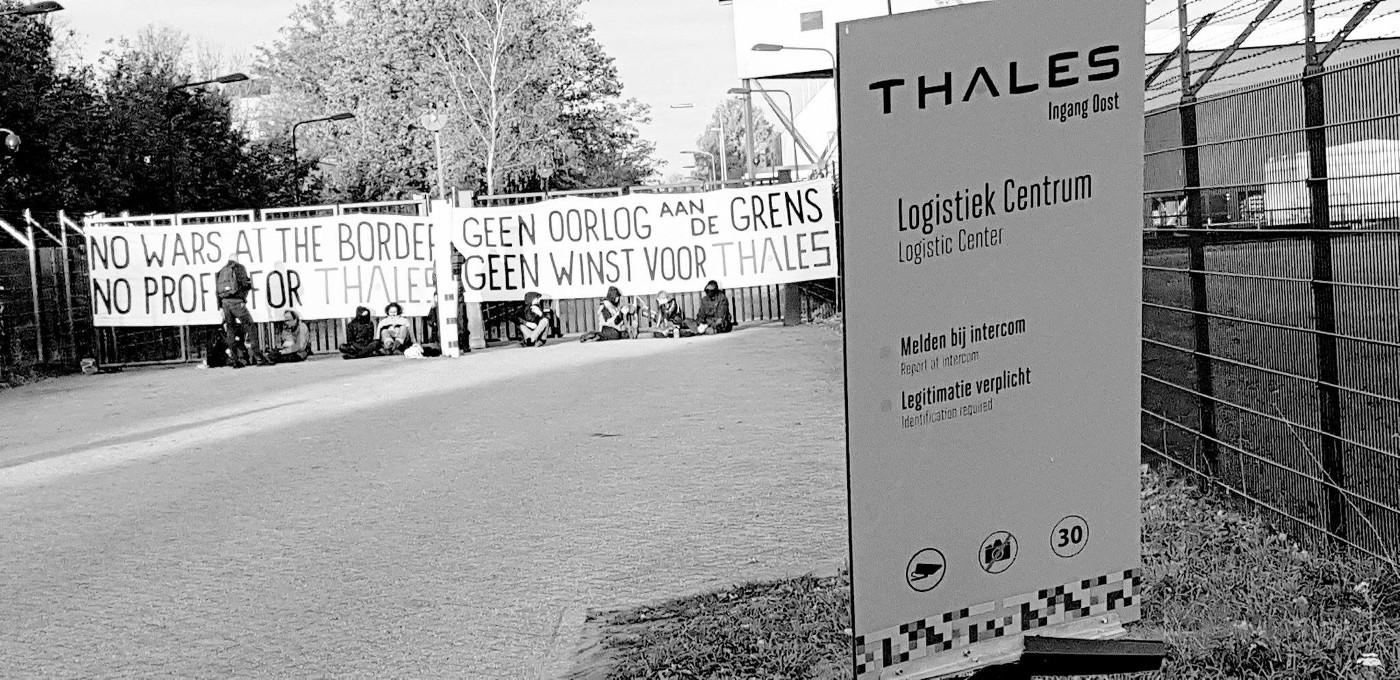 NO WARS AT THE BORDER
NO PROFIT FOR THALES
GEEN OORLOG AAN DE GRENS
GEEN WINST VOOR THALES
THALES
Ingang Oost
Logistiek Centrum
Logistic Center
Melden bij intercom
Report at intercom
Legitimatie verplicht
Identification required
30